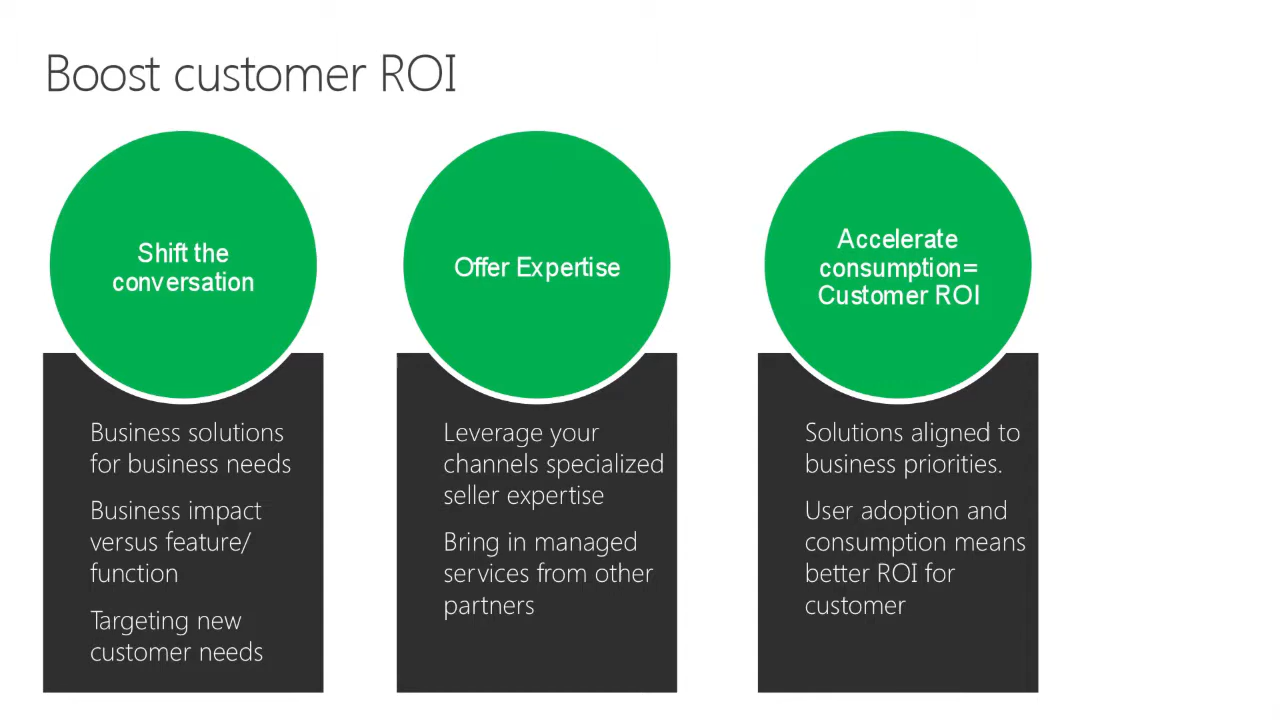 Boost customer ROI
Shift the
conversation
Business solutions
for business needs
Business impact
versus feature/
function
Targeting new
customer needs
Offer Expertise
Leverage your
channels specialized
seller expertise
Bring in managed
services from other
partners
Accelerate
consumption=
Customer ROI
Solutions aligned to
business priorities.
User adoption and
consumption means
better ROI for
customer